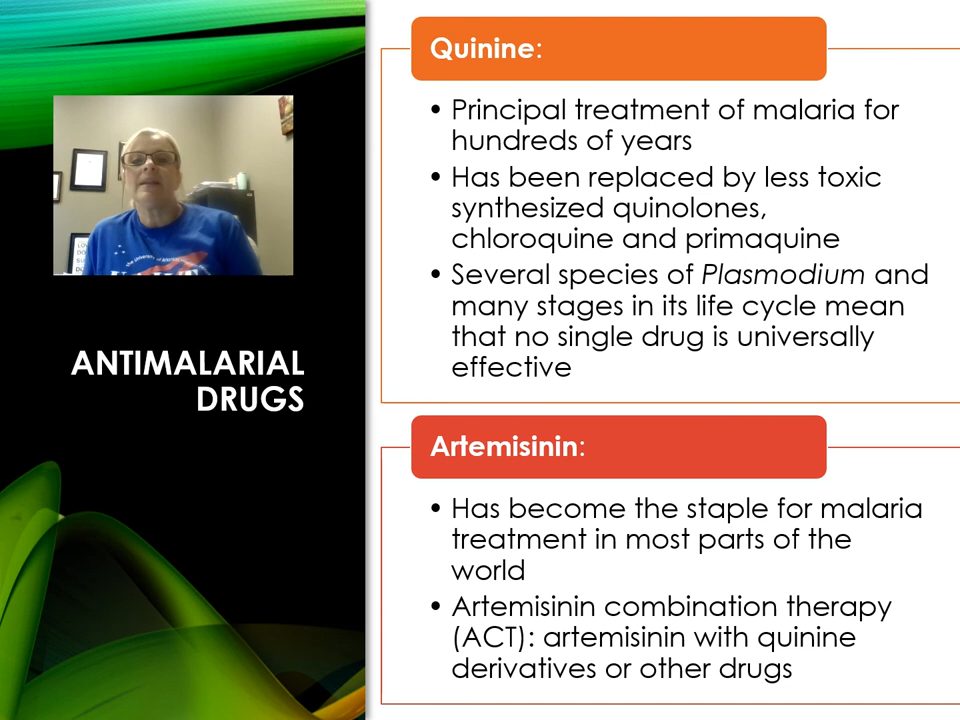 ANTIMALARIAL
DRUGS
Quinine:
• Principal treatment of malaria for
hundreds of years
• Has been replaced by less toxic
synthesized quinolones,
chloroquine and primaquine
• Several species of Plasmodium and
many stages in its life cycle mean
that no single drug is universally
effective
Artemisinin:
• Has become the staple for malaria
treatment in most parts of the
world
• Artemisinin combination therapy
(ACT): artemisinin with quinine
derivatives or other drugs